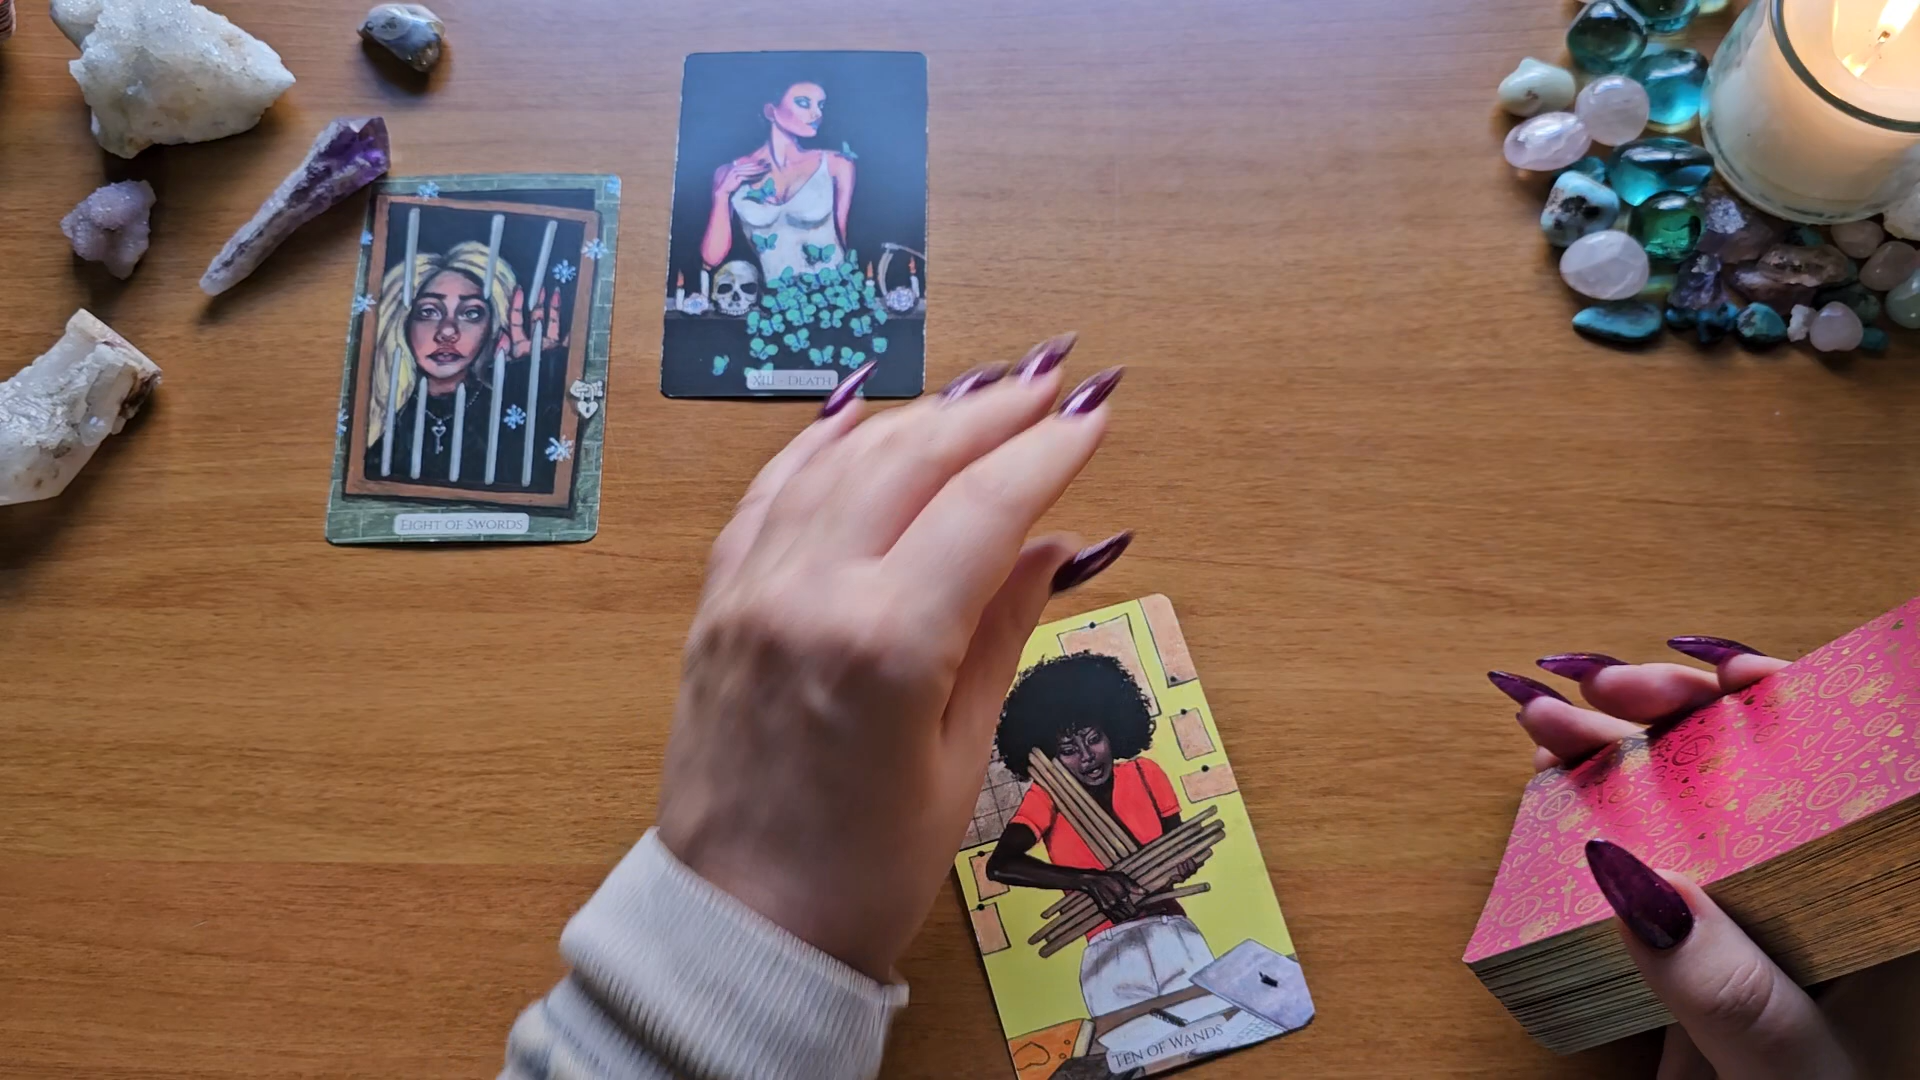 XIII - DEATH
EIGHT OF SWORDS
TEN OF WANDS